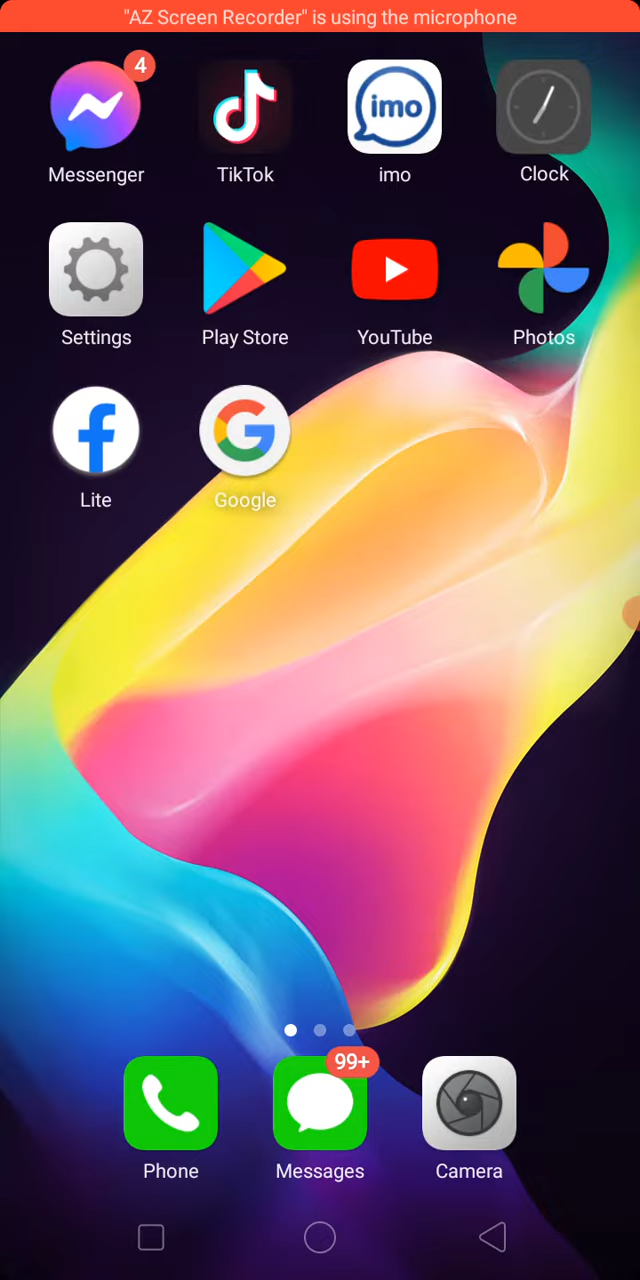 "AZ Screen Recorder" is using the microphone
4
Messenger
TikTok
imo
imo
Clock
Settings
Play Store
YouTube
Photos
Lite
Google
99+
Phone
Messages
Camera